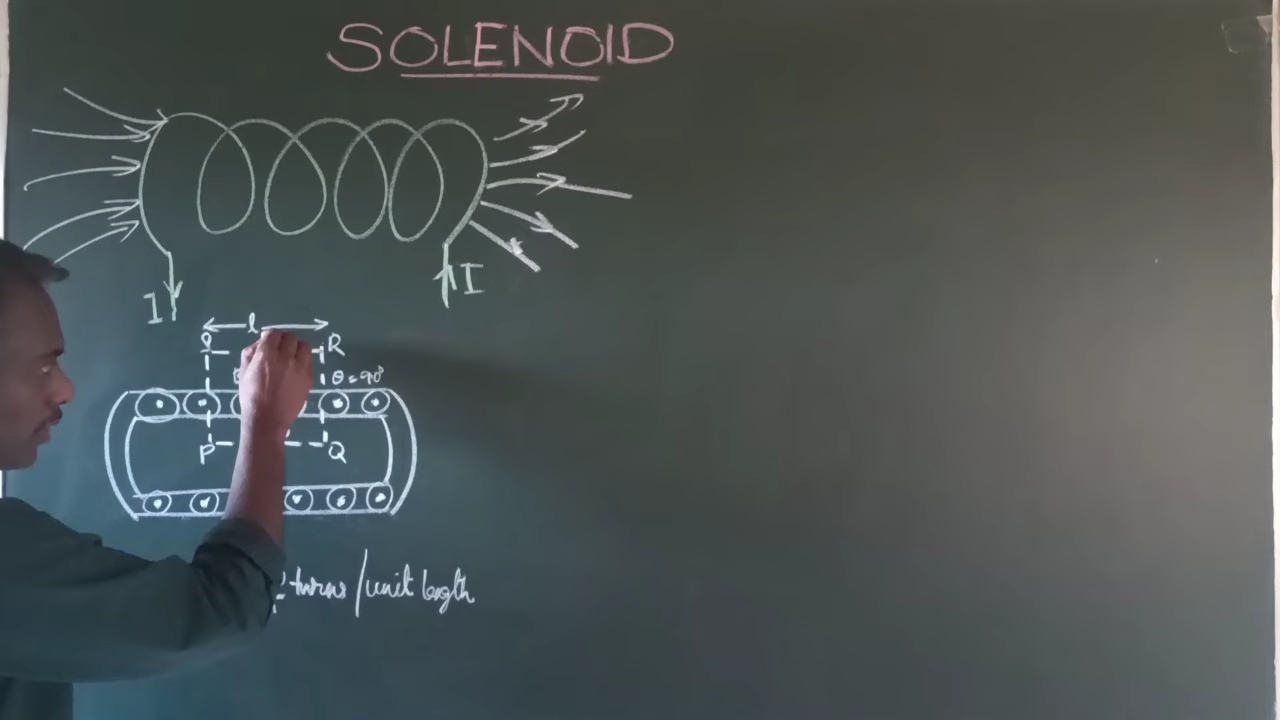 SOLENOID
I
I
l
R
θ = 90°
P
Q
turns / unit length